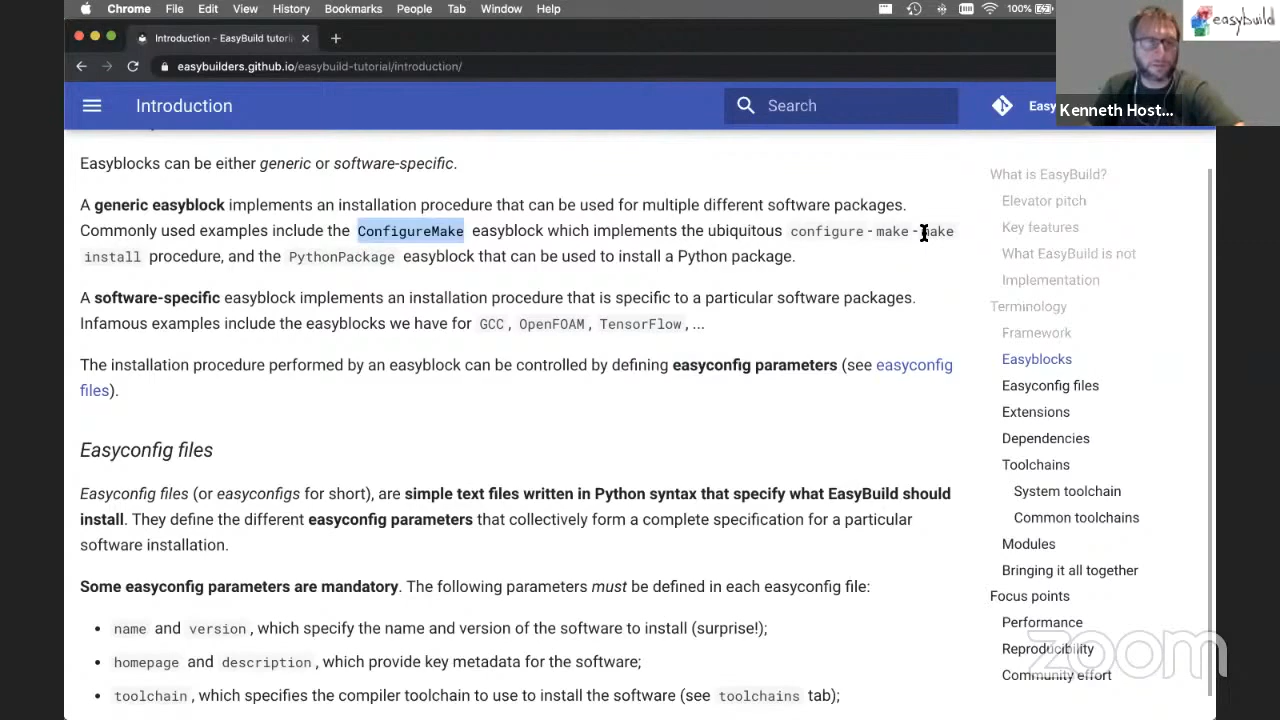 Chrome File Edit View History Bookmarks People Tab Window Help 100%
easybuild
Introduction - EasyBuild tutori
easybuilders.github.io/easybuild-tutorial/introduction/
Introduction
Search
Easy
Kenneth Host...
Easyblocks can be either generic or software-specific.
A generic easyblock implements an installation procedure that can be used for multiple different software packages.
Commonly used examples include the ConfigureMake easyblock which implements the ubiquitous configure - make - make
install procedure, and the PythonPackage easyblock that can be used to install a Python package.
A software-specific easyblock implements an installation procedure that is specific to a particular software packages.
Infamous examples include the easyblocks we have for GCC , OpenFOAM , TensorFlow , ...
The installation procedure performed by an easyblock can be controlled by defining easyconfig parameters (see easyconfig
files).
Easyconfig files
Easyconfig files (or easyconfigs for short), are simple text files written in Python syntax that specify what EasyBuild should
install. They define the different easyconfig parameters that collectively form a complete specification for a particular
software installation.
Some easyconfig parameters are mandatory. The following parameters must be defined in each easyconfig file:
• name and version , which specify the name and version of the software to install (surprise!);
• homepage and description , which provide key metadata for the software;
• toolchain , which specifies the compiler toolchain to use to install the software (see toolchains tab);
What is EasyBuild?
Elevator pitch
Key features
What EasyBuild is not
Implementation
Terminology
Framework
Easyblocks
Easyconfig files
Extensions
Dependencies
Toolchains
System toolchain
Common toolchains
Modules
Bringing it all together
Focus points
Performance
Reproducibility
Community effort
zoom